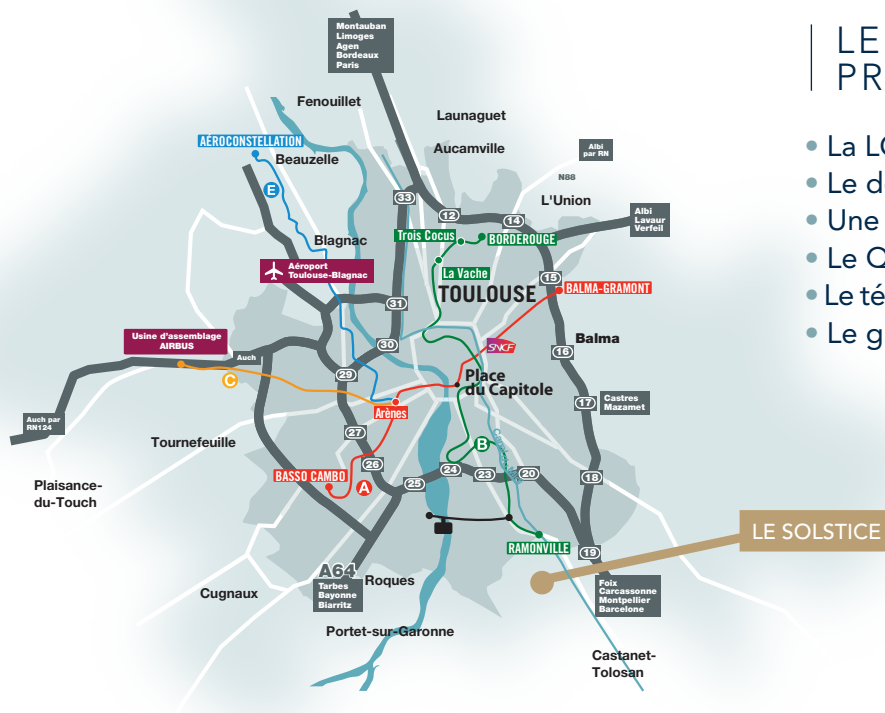 Montauban
Limoges
Agen
Bordeaux
Paris
LE
PR
Fenouillet
Launaguet
AÉROCONSTELLATION
Aucamville
Albi
par RN
Beauzelle
N88
E
33
L'Union
12
14
Albi
Lavaur
Verfeil
Blagnac
Trois Cocus
BORDEROUGE
La Vache
15
Aéroport
Toulouse-Blagnac
TOULOUSE
BALMA-GRAMONT
31
Usine d'assemblage
AIRBUS
30
SNCF
Balma
16
Auch
29
C
Place
du Capitole
Castres
Mazamet
17
Arènes
Auch par
RN124
27
Tournefeuille
B
26
24
23
20
18
BASSO CAMBO
A
25
Plaisance-
du-Touch
RAMONVILLE
19
A64
Tarbes
Bayonne
Biarritz
Roques
Foix
Carcassonne
Montpellier
Barcelone
Cugnaux
Portet-sur-Garonne
Castanet-
Tolosan
LE SOLSTICE
• La LG
• Le d
• Une
• Le Q
• Le té
• Le g